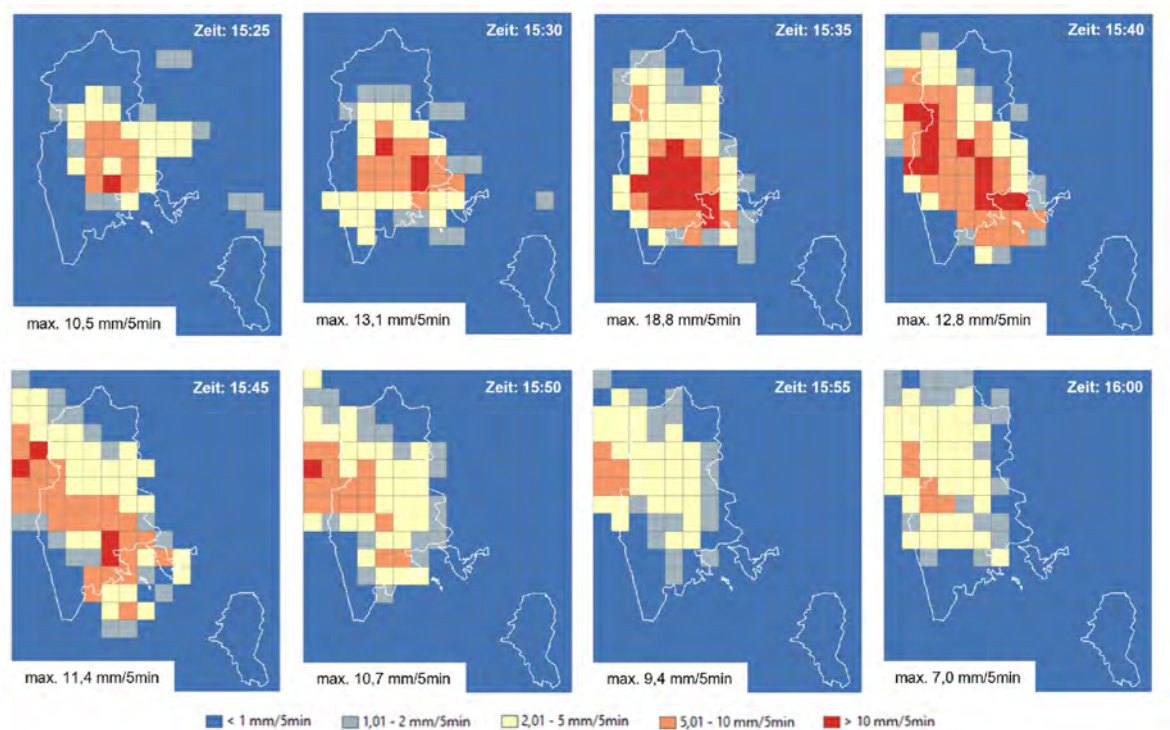 Zeit: 15:25
Zeit: 15:30
Zeit: 15:35
Zeit: 15:40
max. 10,5 mm/5min
max. 13,1 mm/5min
max. 18,8 mm/5min
max. 12,8 mm/5min
Zeit: 15:45
Zeit: 15:50
Zeit: 15:55
Zeit: 16:00
max. 11,4 mm/5min
max. 10,7 mm/5min
max. 9,4 mm/5min
max. 7,0 mm/5min
< 1 mm/5min 1,01 - 2 mm/5min 2,01 - 5 mm/5min 5,01 - 10 mm/5min > 10 mm/5min